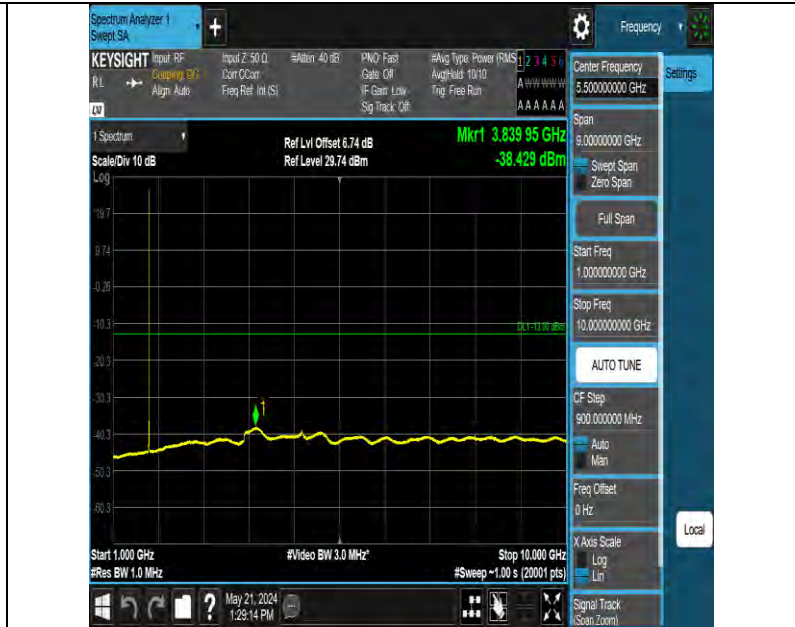 Spectrum Analyzer 1
Swept SA
+
Frequency
KEYSIGHT
RL
LXI
Input: RF
Coupling: DC
Align: Auto
Input Z: 50 Ω
Corr CCorr
Freq Ref: Int (S)
#Atten: 40 dB
PNO: Fast
Gate: Off
IF Gain: Low
Sig Track: Off
#Avg Type: Power (RMS)
Avg|Hold: 10/10
Trig: Free Run
1 2 3 4 5 6
A W W W W W
A A A A A A
1 Spectrum
Scale/Div 10 dB
Ref Lvl Offset 6.74 dB
Ref Level 29.74 dBm
Mkr1 3.839 95 GHz
-38.429 dBm
Log
19.7
9.74
-0.26
-10.3
DL1 -13.00 dBm
-20.3
-30.3
1
-40.3
-50.3
-60.3
Start 1.000 GHz
#Res BW 1.0 MHz
#Video BW 3.0 MHz*
Stop 10.000 GHz
#Sweep ~1.00 s (20001 pts)
?
May 21, 2024
1:29:14 PM
Center Frequency
5.500000000 GHz
Settings
Span
9.00000000 GHz
Swept Span
Zero Span
Full Span
Start Freq
1.000000000 GHz
Stop Freq
10.000000000 GHz
AUTO TUNE
CF Step
900.000000 MHz
Auto
Man
Freq Offset
0 Hz
X Axis Scale
Log
Lin
Signal Track
(Span Zoom)
Local